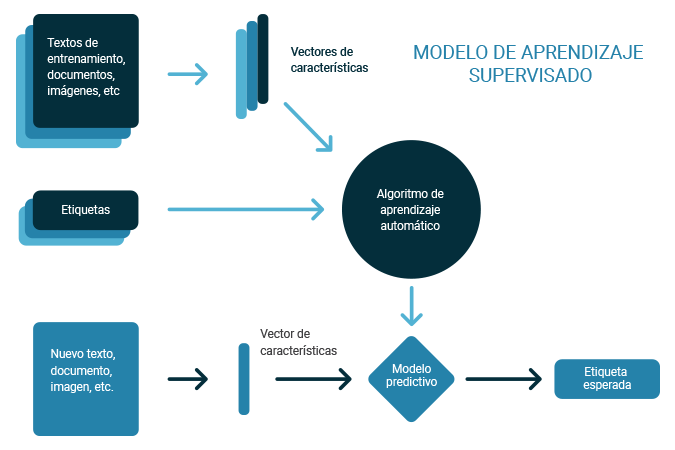 Textos de
entrenamiento,
documentos,
imágenes, etc
Vectores de
características
MODELO DE APRENDIZAJE
SUPERVISADO
Etiquetas
Algoritmo de
aprendizaje
automático
Nuevo texto,
documento,
imagen, etc.
Vector de
características
Modelo
predictivo
Etiqueta
esperada